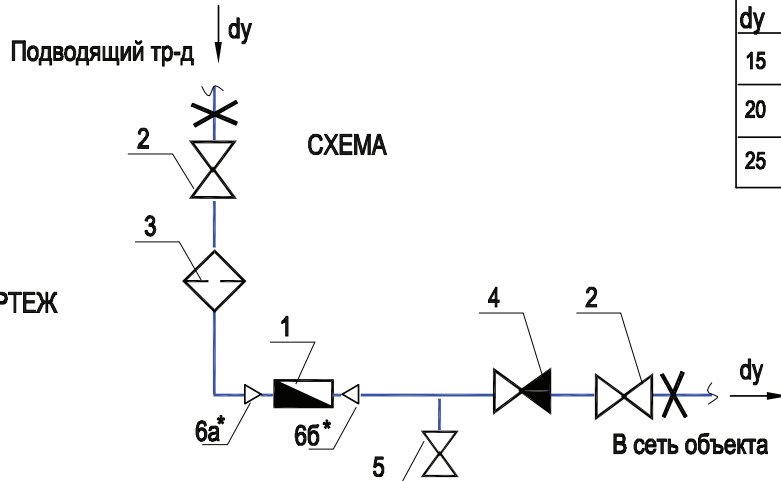 dy
Подводящий тр-д
dy
15
20
25
СХЕМА
2
3
РТЕЖ
1
4
2
dy
6а*
6б*
5
В сеть объекта